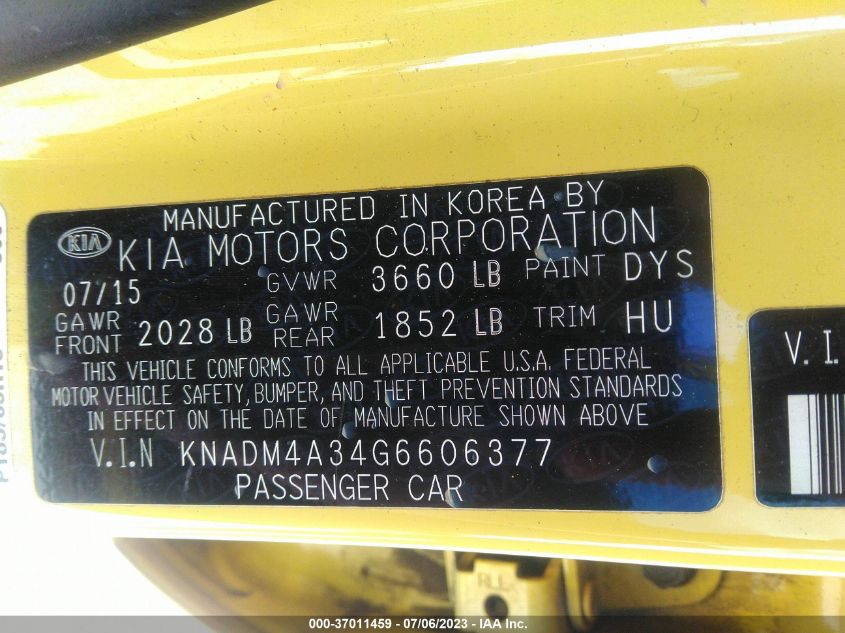 MANUFACTURED IN KOREA BY
KIA
KIA MOTORS CORPORATION
07/15 GVWR 3660 LB PAINT DYS
GAWR FRONT 2028 LB GAWR REAR 1852 LB TRIM HU
THIS VEHICLE CONFORMS TO ALL APPLICABLE U.S.A. FEDERAL
MOTOR VEHICLE SAFETY, BUMPER, AND THEFT PREVENTION STANDARDS
IN EFFECT ON THE DATE OF MANUFACTURE SHOWN ABOVE
V.I.N KNADM4A34G6606377
PASSENGER CAR
V. I.
000-37011459 - 07/06/2023 - IAA Inc.